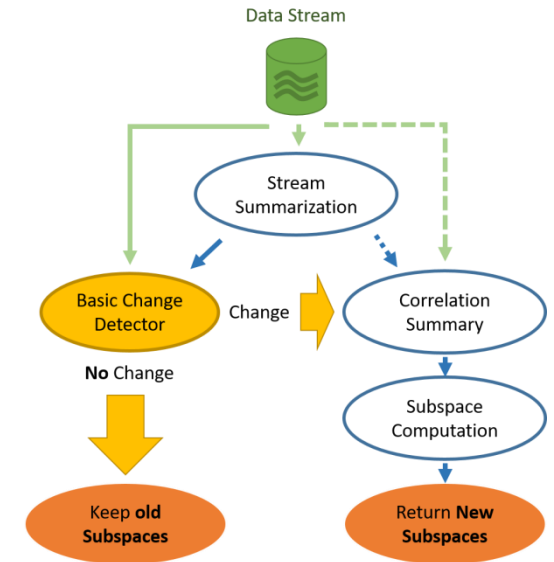 Data Stream
Stream
Summarization
Basic Change
Detector
Change
Correlation
Summary
No Change
Subspace
Computation
Keep old
Subspaces
Return New
Subspaces